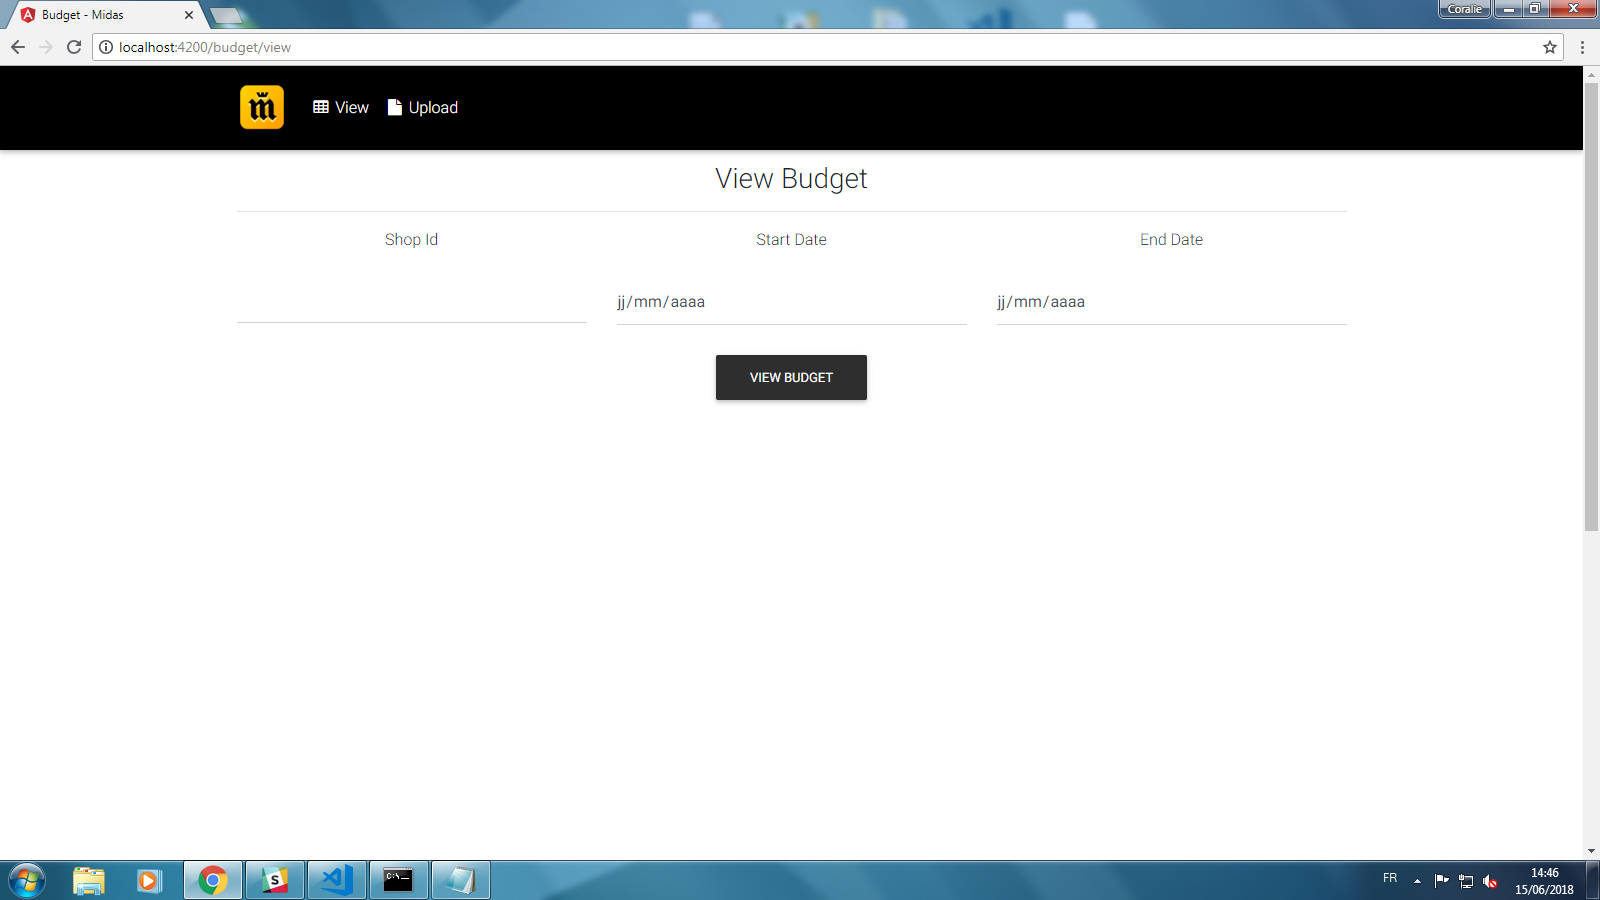 Budget - Midas
Coralie
localhost:4200/budget/view
m
View Upload
View Budget
Shop Id Start Date End Date
jj/mm/aaaa jj/mm/aaaa
VIEW BUDGET
S
C:\_
FR
14:46
15/06/2018